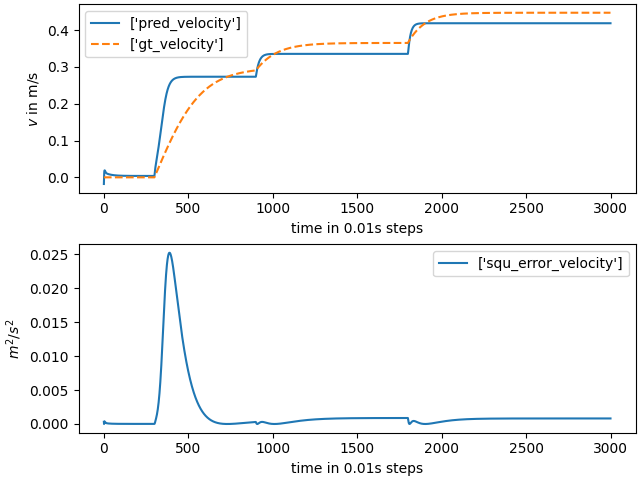 ['pred_velocity']
['gt_velocity']
v in m/s
0.4
0.3
0.2
0.1
0.0
0 500 1000 1500 2000 2500 3000
time in 0.01s steps
['squ_error_velocity']
m²/s²
0.025
0.020
0.015
0.010
0.005
0.000
0 500 1000 1500 2000 2500 3000
time in 0.01s steps